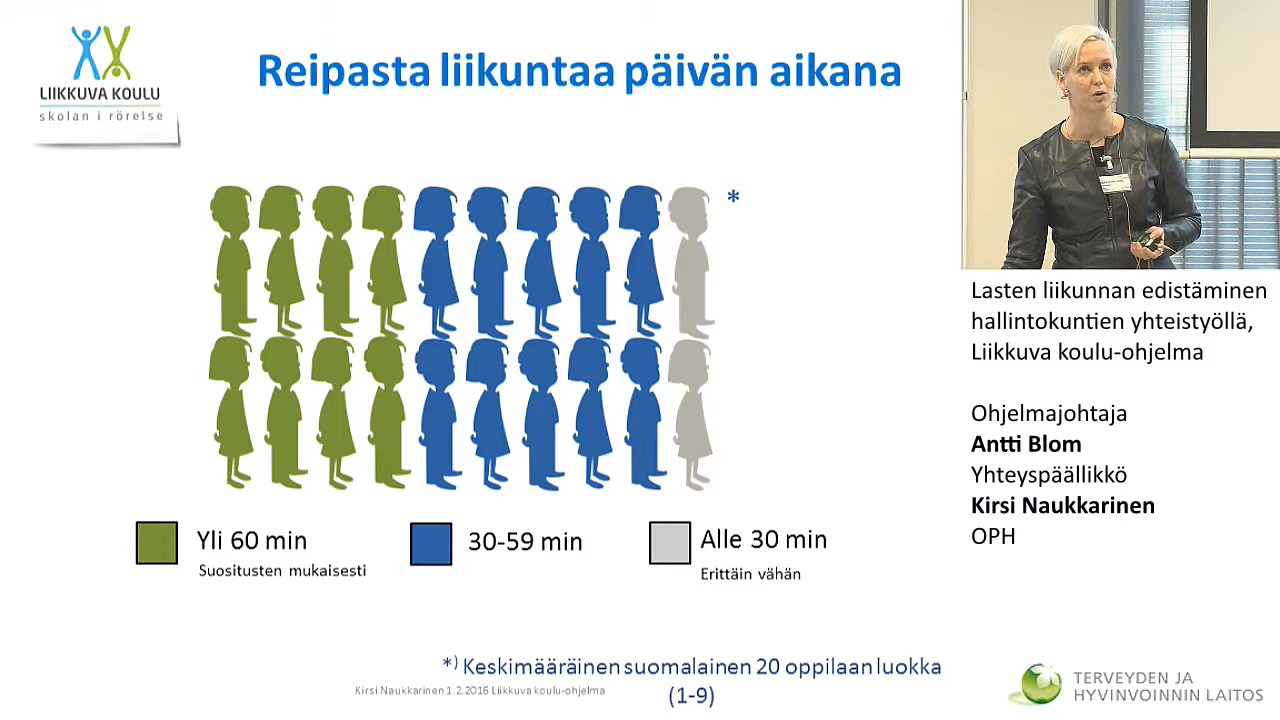 LIIKKUVA KOULU
skolan i rörelse
Reipasta liikuntaa päivän aikana
*
Yli 60 min
Suositusten mukaisesti
30-59 min
Alle 30 min
Erittäin vähän
*) Keskimääräinen suomalainen 20 oppilaan luokka
(1-9)
Kirsi Naukkarinen 1.2.2016 Liikkuva koulu-ohjelma
Lasten liikunnan edistäminen
hallintokuntien yhteistyöllä,
Liikkuva koulu-ohjelma
Ohjelmajohtaja
Antti Blom
Yhteyspäällikkö
Kirsi Naukkarinen
OPH
TERVEYDEN JA
HYVINVOINNIN LAITOS